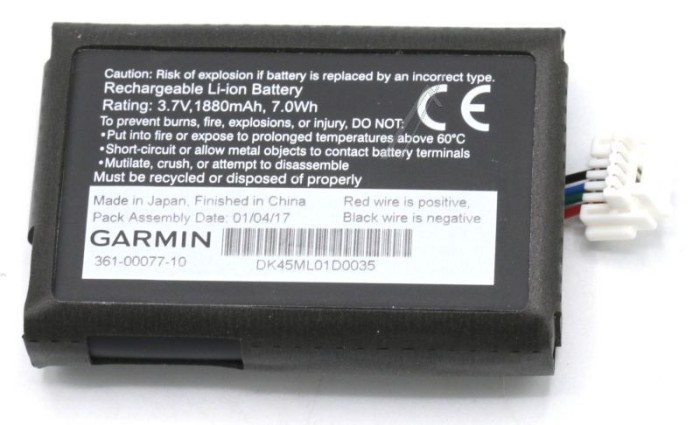 Caution: Risk of explosion if battery is replaced by an incorrect type.
Rechargeable Li-ion Battery
Rating: 3.7V,1880mAh, 7.0Wh
To prevent burns, fire, explosions, or injury, DO NOT:
•Put into fire or expose to prolonged temperatures above 60°C
•Short-circuit or allow metal objects to contact battery terminals
•Mutilate, crush, or attempt to disassemble
Must be recycled or disposed of properly
CE
Made in Japan, Finished in China
Red wire is positive,
Pack Assembly Date: 01/04/17
Black wire is negative
GARMIN
361-00077-10
DK45ML01D0035